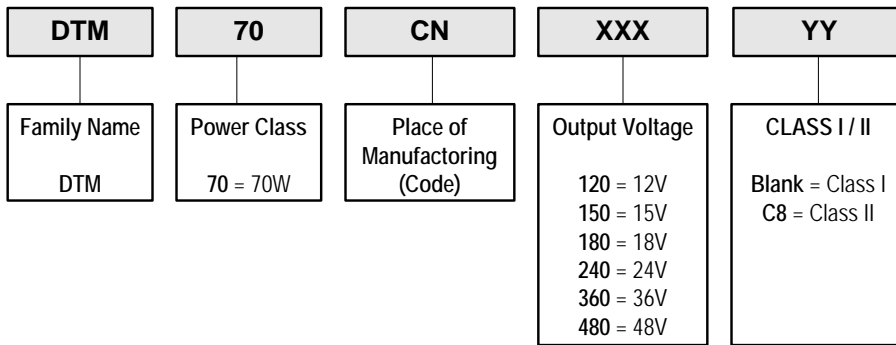 DTM
70
CN
XXX
YY
Family Name
DTM
Power Class
70 = 70W
Place of
Manufactoring
(Code)
Output Voltage
120 = 12V
150 = 15V
180 = 18V
240 = 24V
360 = 36V
480 = 48V
CLASS I / II
Blank = Class I
C8 = Class II